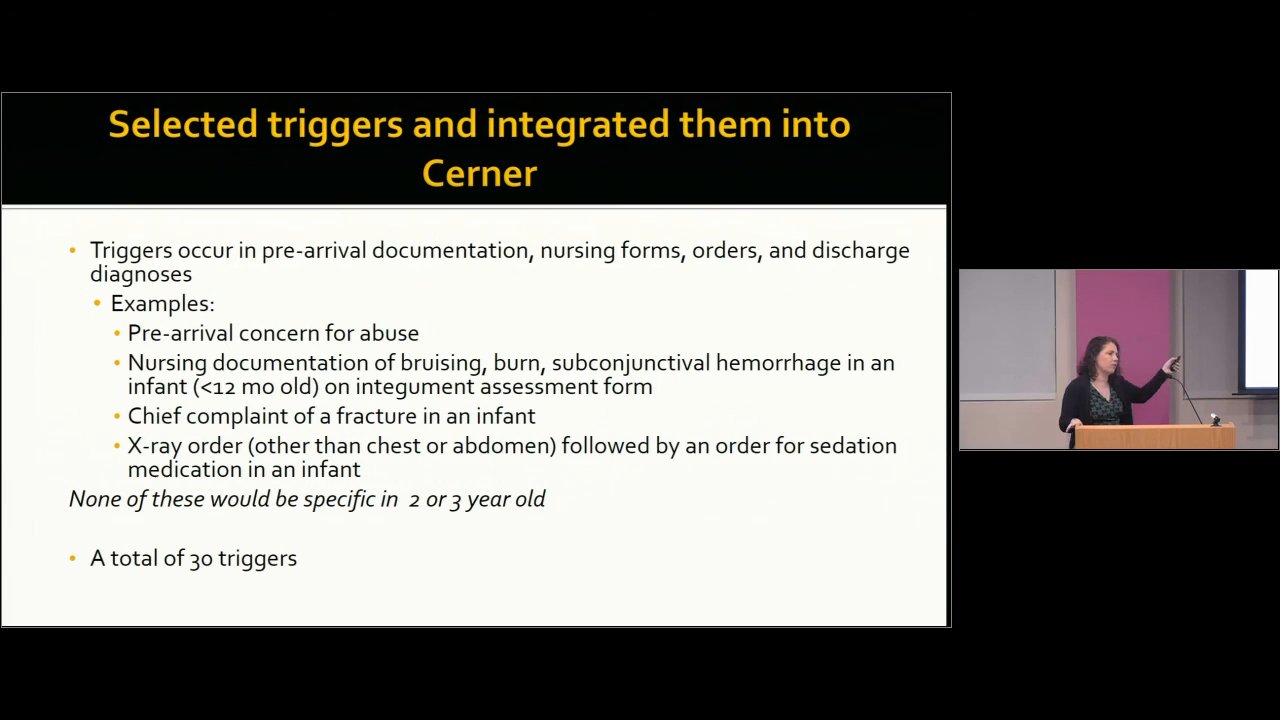 Selected triggers and integrated them into
Cerner
• Triggers occur in pre-arrival documentation, nursing forms, orders, and discharge
diagnoses
• Examples:
• Pre-arrival concern for abuse
• Nursing documentation of bruising, burn, subconjunctival hemorrhage in an
infant (<12 mo old) on integument assessment form
• Chief complaint of a fracture in an infant
• X-ray order (other than chest or abdomen) followed by an order for sedation
medication in an infant
None of these would be specific in 2 or 3 year old
• A total of 30 triggers